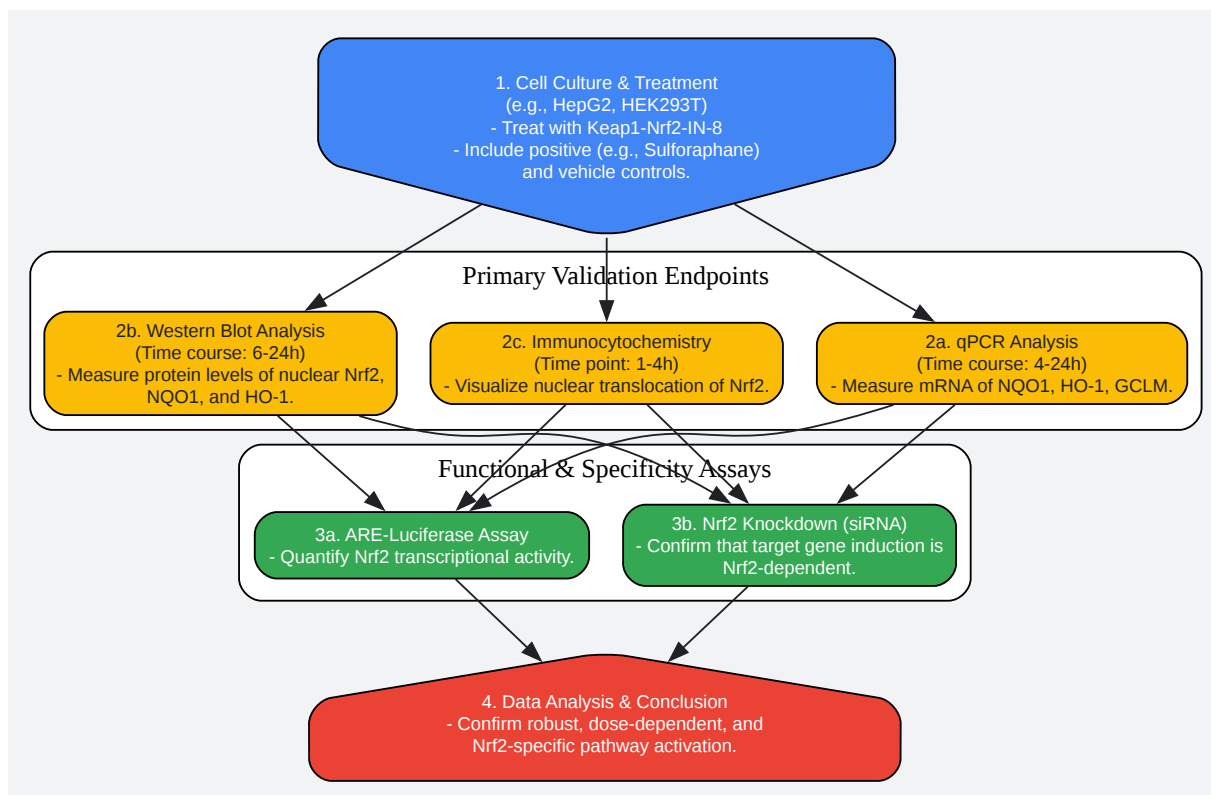 1. Cell Culture & Treatment
(e.g., HepG2, HEK293T)
- Treat with Keap1-Nrf2-IN-8
- Include positive (e.g., Sulforaphane)
and vehicle controls.
Primary Validation Endpoints
2b. Western Blot Analysis
(Time course: 6-24h)
- Measure protein levels of nuclear Nrf2,
NQO1, and HO-1.
2c. Immunocytochemistry
(Time point: 1-4h)
- Visualize nuclear translocation of Nrf2.
2a. qPCR Analysis
(Time course: 4-24h)
- Measure mRNA of NQO1, HO-1, GCLM.
Functional & Specificity Assays
3a. ARE-Luciferase Assay
- Quantify Nrf2 transcriptional activity.
3b. Nrf2 Knockdown (siRNA)
- Confirm that target gene induction is
Nrf2-dependent.
4. Data Analysis & Conclusion
- Confirm robust, dose-dependent, and
Nrf2-specific pathway activation.